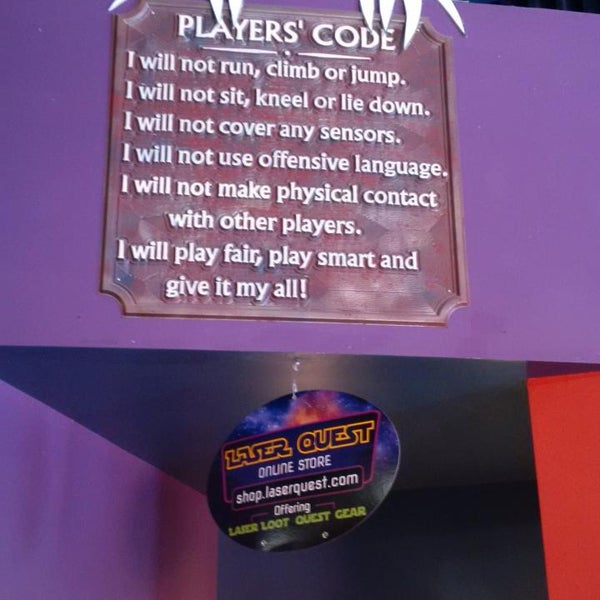 PLAYERS' CODE
I will not run, climb or jump.
I will not sit, kneel or lie down.
I will not cover any sensors.
I will not use offensive language.
I will not make physical contact
with other players.
I will play fair, play smart and
give it my all!
LASER QUEST
ONLINE STORE
shop.laserquest.com
Offering
LASER LOOT QUEST GEAR